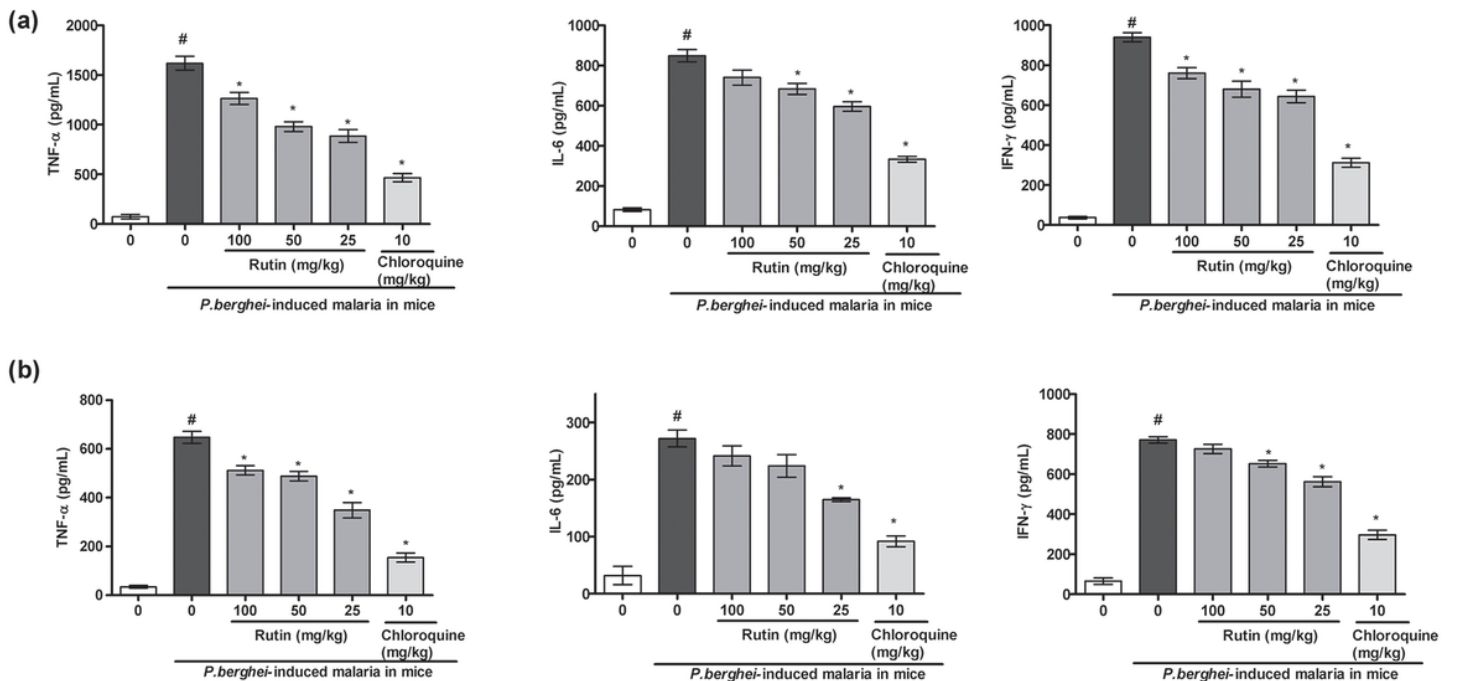 (a)
TNF-α (pg/mL)
2000
1500
1000
500
0
#
*
*
*
*
0 0 100 50 25 10
Rutin (mg/kg)
Chloroquine
(mg/kg)
P.berghei-induced malaria in mice
IL-6 (pg/mL)
1000
800
600
400
200
0
#
*
*
*
0 0 100 50 25 10
Rutin (mg/kg)
Chloroquine
(mg/kg)
P.berghei-induced malaria in mice
IFN-γ (pg/mL)
1000
800
600
400
200
0
#
*
*
*
*
0 0 100 50 25 10
Rutin (mg/kg)
Chloroquine
(mg/kg)
P.berghei-induced malaria in mice
(b)
TNF-α (pg/mL)
800
600
400
200
0
#
*
*
*
*
0 0 100 50 25 10
Rutin (mg/kg)
Chloroquine
(mg/kg)
P.berghei-induced malaria in mice
IL-6 (pg/mL)
300
200
100
0
#
*
*
0 0 100 50 25 10
Rutin (mg/kg)
Chloroquine
(mg/kg)
P.berghei-induced malaria in mice
IFN-γ (pg/mL)
1000
800
600
400
200
0
#
*
*
*
0 0 100 50 25 10
Rutin (mg/kg)
Chloroquine
(mg/kg)
P.berghei-induced malaria in mice